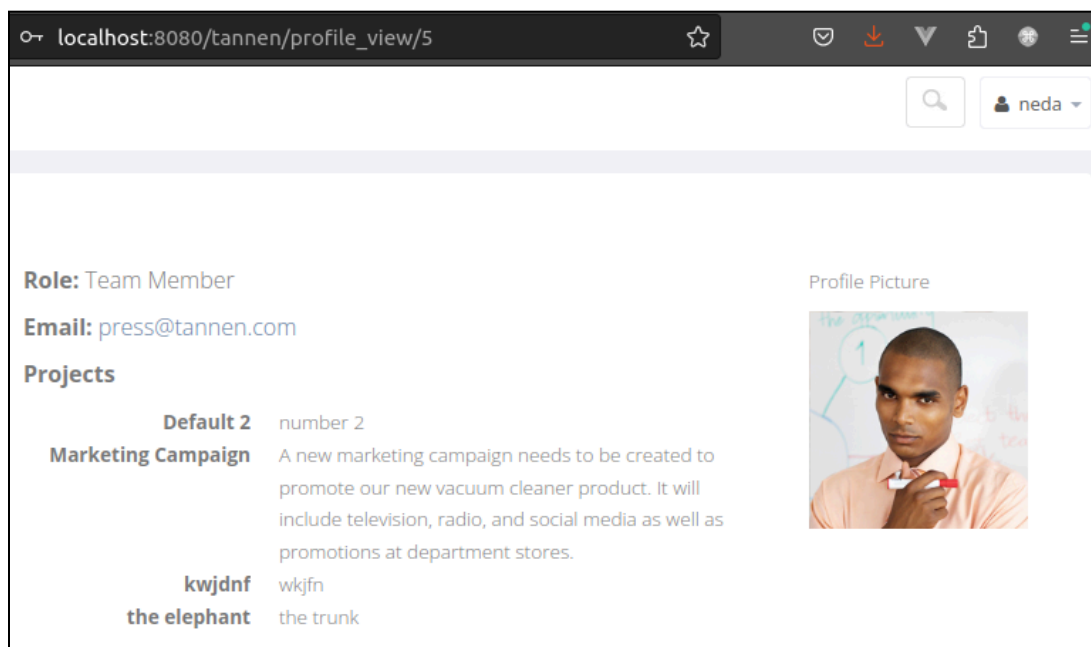 localhost:8080/tannen/profile_view/5
neda
Role: Team Member
Profile Picture
Email: press@tannen.com
Projects
Default 2 number 2
Marketing Campaign A new marketing campaign needs to be created to
promote our new vacuum cleaner product. It will
include television, radio, and social media as well as
promotions at department stores.
kwjdnf wkjfn
the elephant the trunk
the opportunity
1